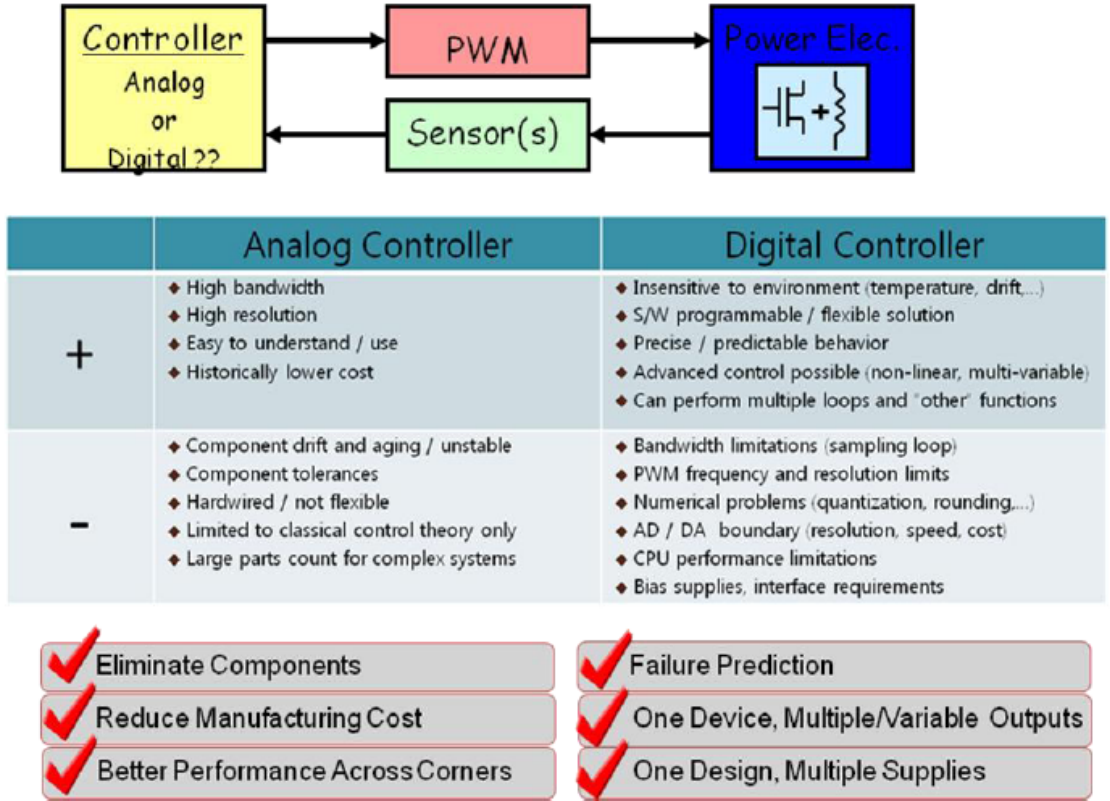 Controller
Analog
or
Digital ??
PWM
Sensor(s)
Power Elec.
+
Analog Controller
Digital Controller
+
◆ High bandwidth
◆ High resolution
◆ Easy to understand / use
◆ Historically lower cost
◆ Insensitive to environment (temperature, drift,...)
◆ S/W programmable / flexible solution
◆ Precise / predictable behavior
◆ Advanced control possible (non-linear, multi-variable)
◆ Can perform multiple loops and "other" functions
-
◆ Component drift and aging / unstable
◆ Component tolerances
◆ Hardwired / not flexible
◆ Limited to classical control theory only
◆ Large parts count for complex systems
◆ Bandwidth limitations (sampling loop)
◆ PWM frequency and resolution limits
◆ Numerical problems (quantization, rounding,...)
◆ AD / DA boundary (resolution, speed, cost)
◆ CPU performance limitations
◆ Bias supplies, interface requirements
Eliminate Components
Reduce Manufacturing Cost
Better Performance Across Corners
Failure Prediction
One Device, Multiple/Variable Outputs
One Design, Multiple Supplies